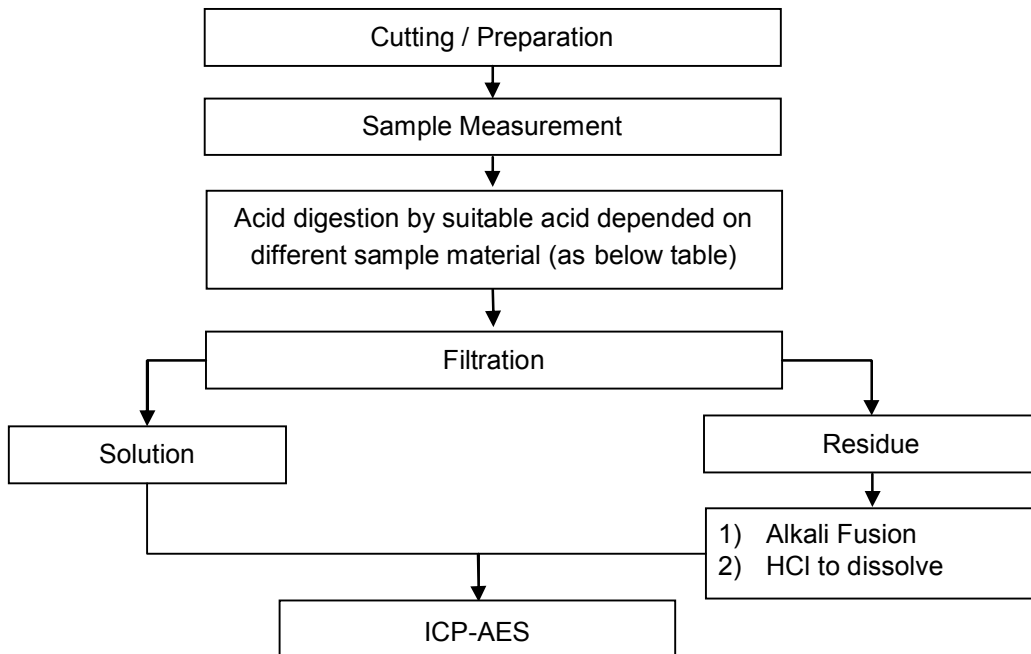 Cutting / Preparation
Sample Measurement
Acid digestion by suitable acid depended on
different sample material (as below table)
Filtration
Solution
Residue
1) Alkali Fusion
2) HCl to dissolve
ICP-AES